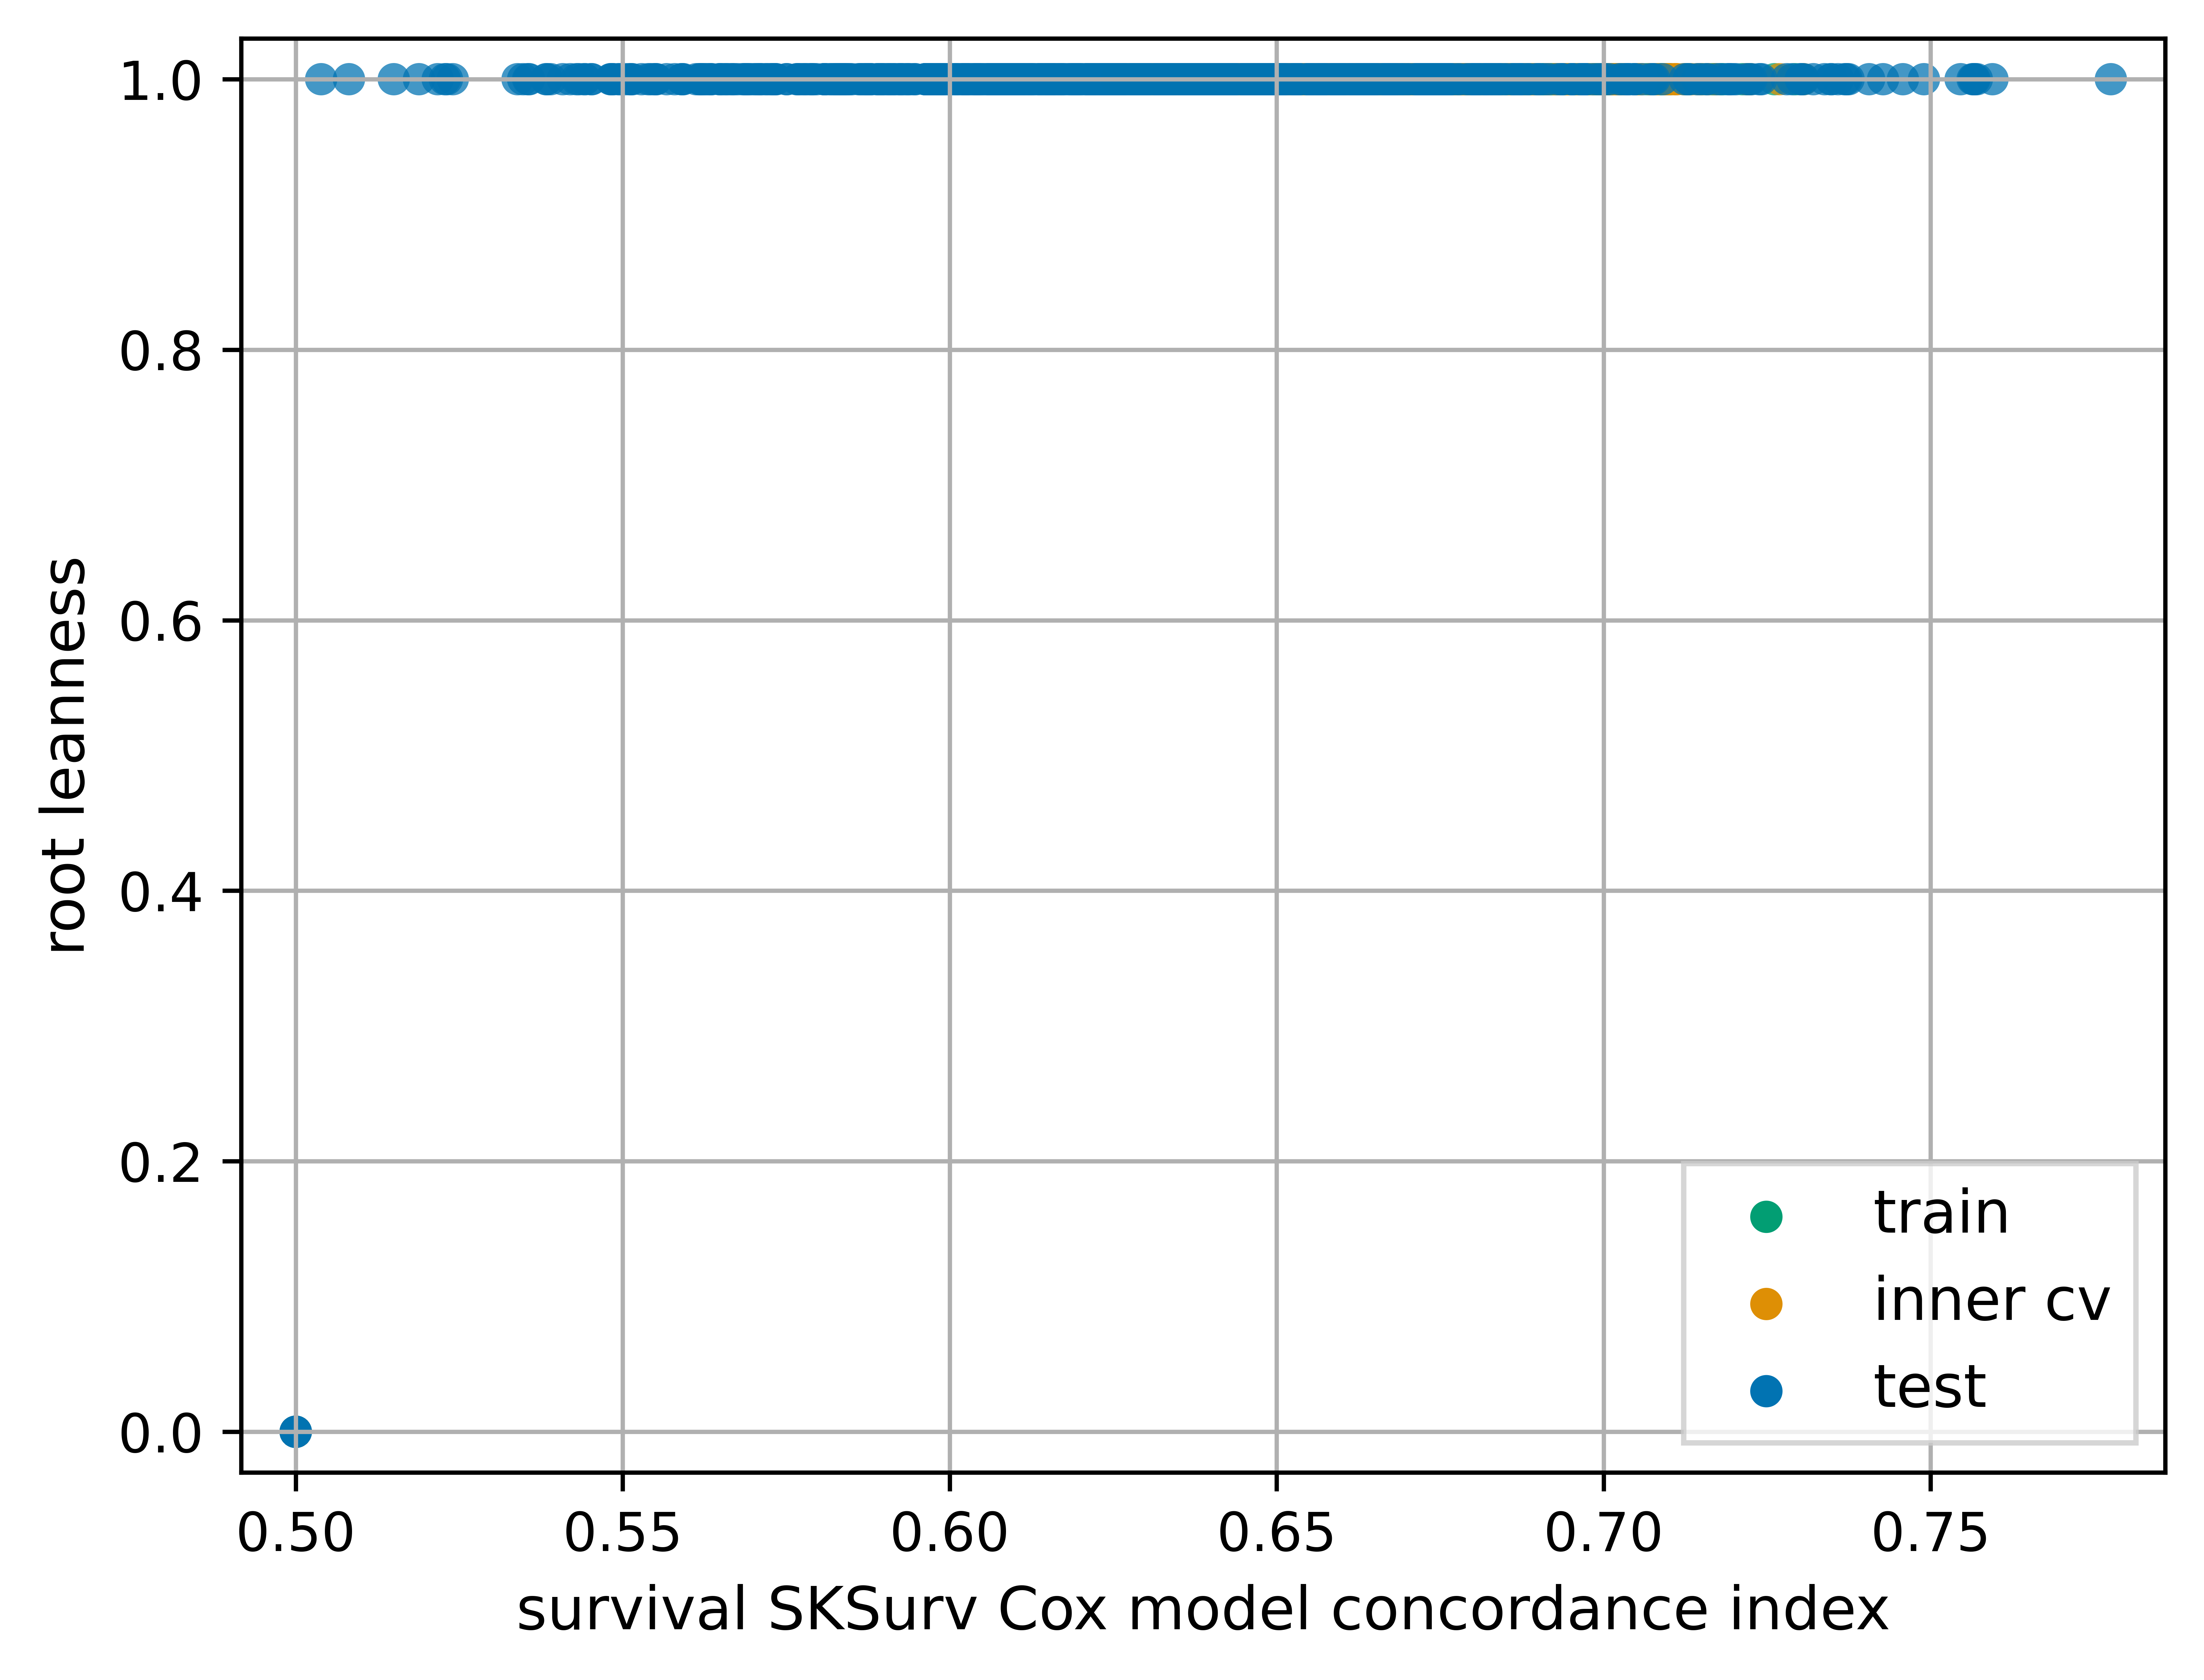 1.0
0.8
0.6
0.4
0.2
0.0
root leanness
train
inner cv
test
0.50 0.55 0.60 0.65 0.70 0.75
survival SKSurv Cox model concordance index